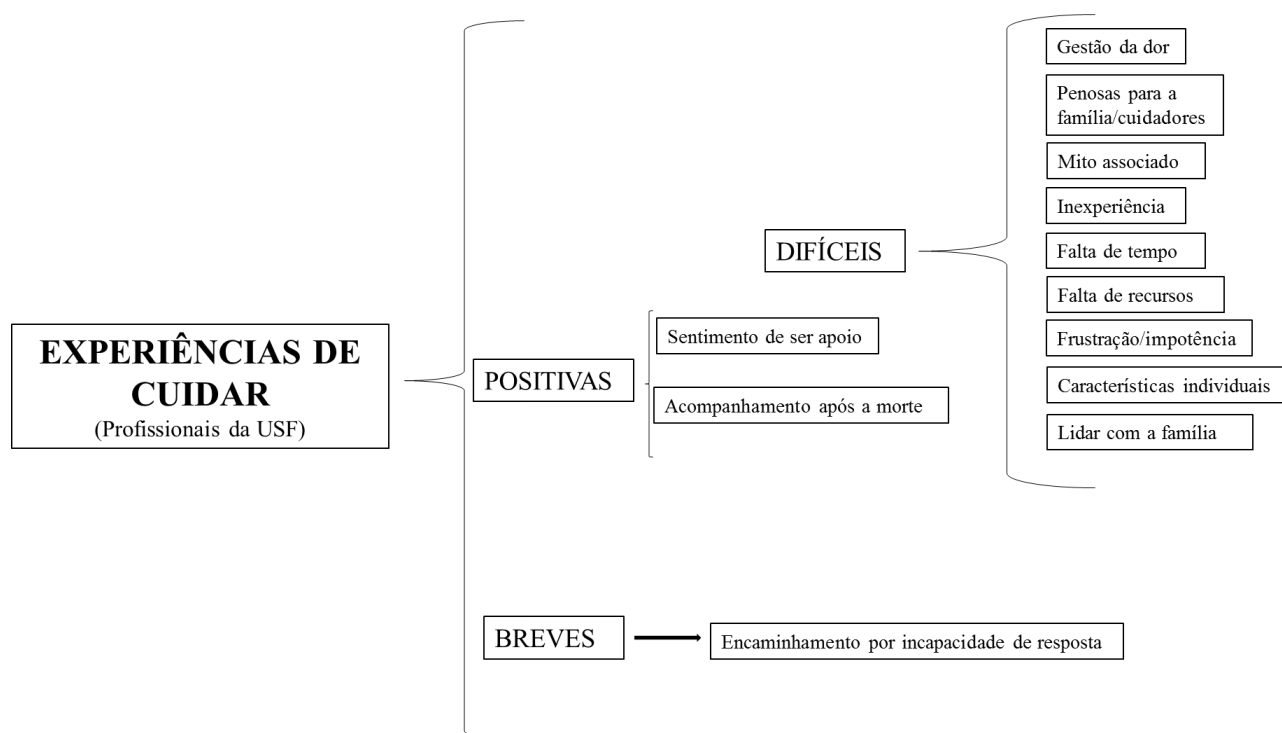 EXPERIÊNCIAS DE
CUIDAR
(Profissionais da USF)
DIFÍCEIS
Gestão da dor
Penosas para a
família/cuidadores
Mito associado
Inexperiência
Falta de tempo
Falta de recursos
Frustração/impotência
Características individuais
Lidar com a família
POSITIVAS
Sentimento de ser apoio
Acompanhamento após a morte
BREVES
Encaminhamento por incapacidade de resposta